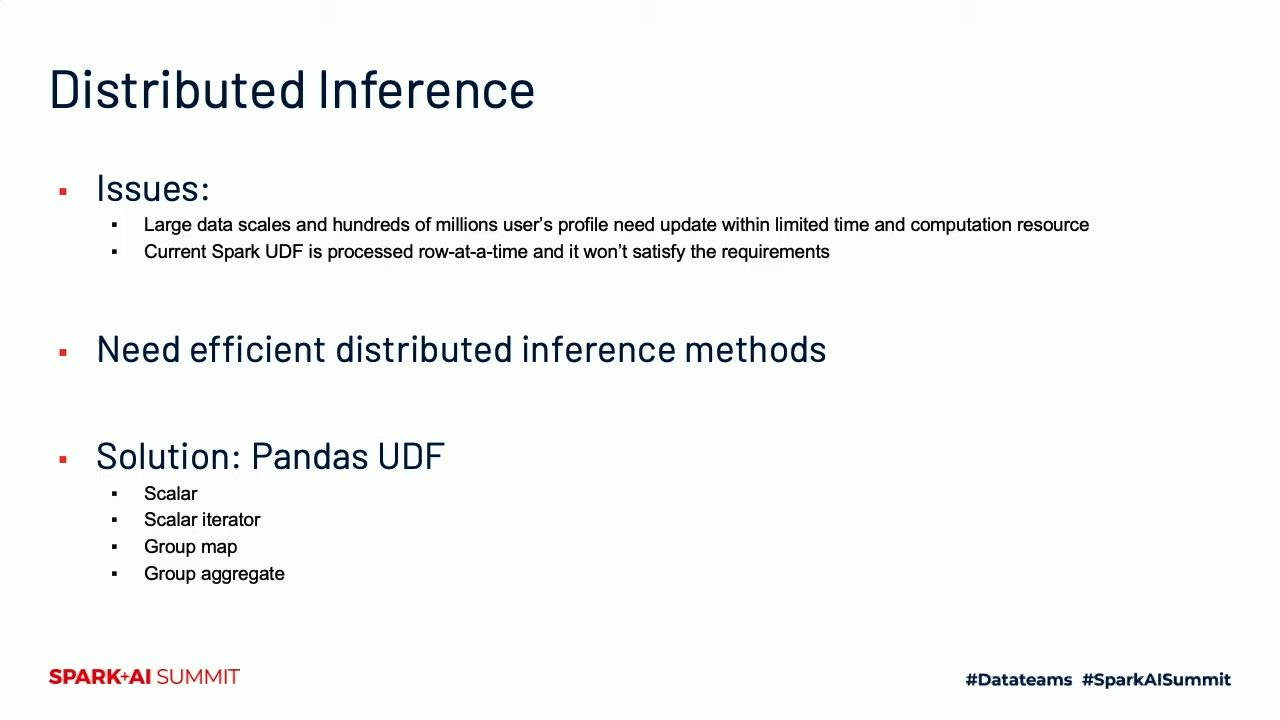 Distributed Inference
▪ Issues:
▪ Large data scales and hundreds of millions user's profile need update within limited time and computation resource
▪ Current Spark UDF is processed row-at-a-time and it won't satisfy the requirements
▪ Need efficient distributed inference methods
▪ Solution: Pandas UDF
▪ Scalar
▪ Scalar iterator
▪ Group map
▪ Group aggregate
SPARK+AI SUMMIT
#Datateams #SparkAISummit